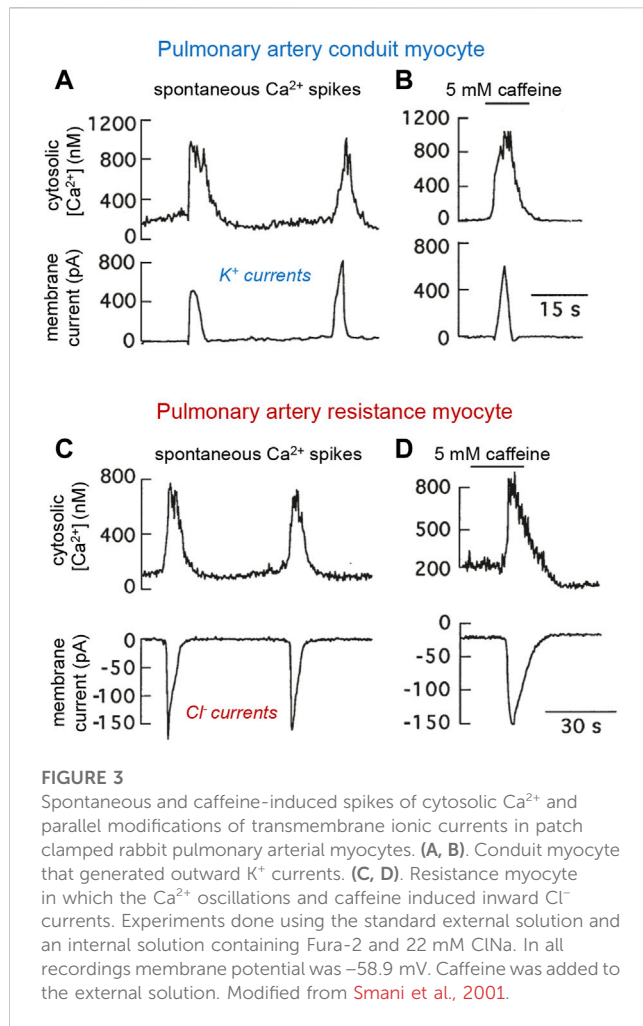 Pulmonary artery conduit myocyte
A
spontaneous Ca²⁺ spikes
B
5 mM caffeine
cytosolic
[Ca²⁺] (nM)
1200
800
400
0
1200
800
400
0
membrane
current (pA)
800
400
0
K⁺ currents
800
400
0
15 s
Pulmonary artery resistance myocyte
C
spontaneous Ca²⁺ spikes
D
5 mM caffeine
cytosolic
[Ca²⁺] (nM)
800
400
0
800
500
200
membrane
current (pA)
0
-50
-100
-150
Cl⁻ currents
0
-50
-100
-150
30 s
FIGURE 3
Spontaneous and caffeine-induced spikes of cytosolic Ca²⁺ and
parallel modifications of transmembrane ionic currents in patch
clamped rabbit pulmonary arterial myocytes. (A, B). Conduit myocyte
that generated outward K⁺ currents. (C, D). Resistance myocyte
in which the Ca²⁺ oscillations and caffeine induced inward Cl⁻
currents. Experiments done using the standard external solution and
an internal solution containing Fura-2 and 22 mM ClNa. In all
recordings membrane potential was −58.9 mV. Caffeine was added to
the external solution. Modified from Smani et al., 2001.